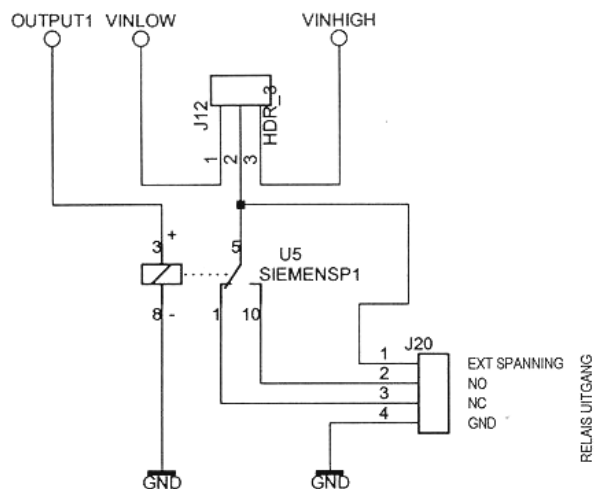 OUTPUT1 VINLOW VINHIGH
J12
HDR_3
1 2 3
3 +
5
U5
SIEMENSP1
8 -
1 10
J20
1 EXT SPANNING
2 NO
3 NC
4 GND
RELAIS UITGANG
GND
GND